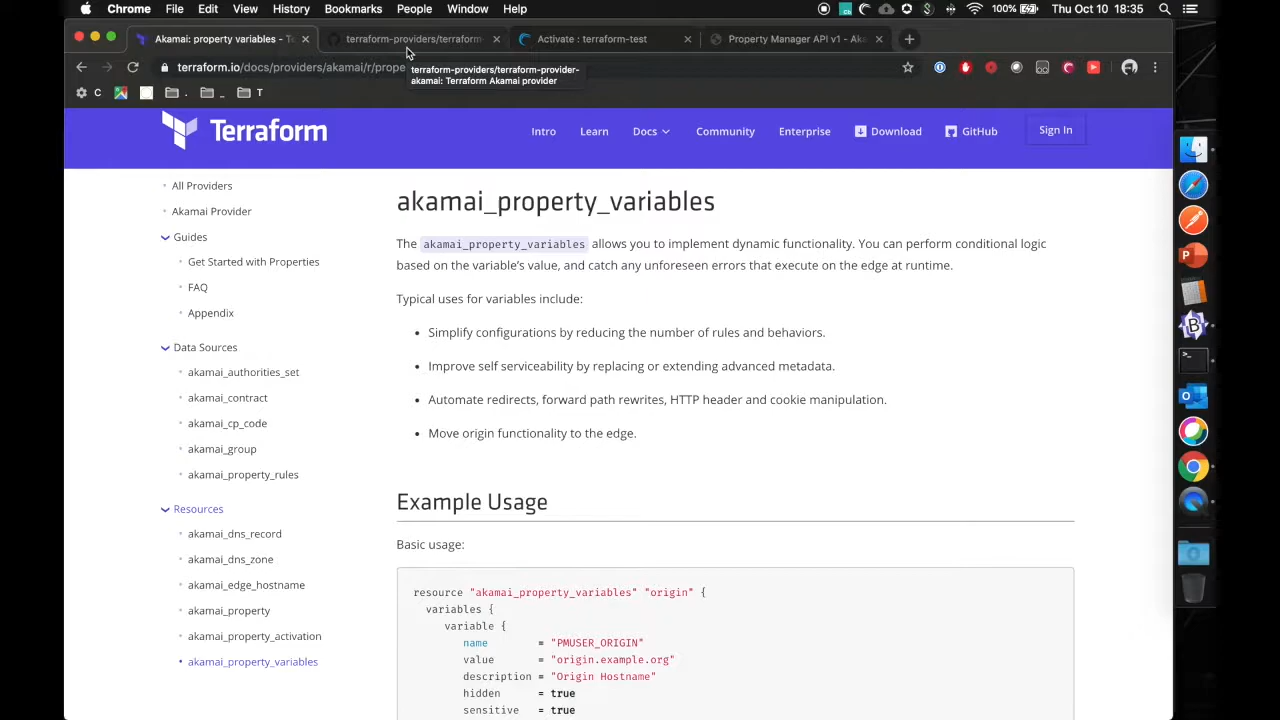 Chrome File Edit View History Bookmarks People Window Help 100% Thu Oct 10 18:35
Akamai: property variables - T terraform-providers/terraform Activate terraform-test Property Manager API v1 - Aka
terraform.io/docs/providers/akamai/r/prope
terraform-providers/terraform-provider-
akamai: Terraform Akamai provider
C . _ T
Terraform Intro Learn Docs Community Enterprise Download GitHub Sign In
All Providers
Akamai Provider
Guides
Get Started with Properties
FAQ
Appendix
Data Sources
akamai_authorities_set
akamai_contract
akamai_cp_code
akamai_group
akamai_property_rules
Resources
akamai_dns_record
akamai_dns_zone
akamai_edge_hostname
akamai_property
akamai_property_activation
akamai_property_variables
akamai_property_variables
The akamai_property_variables allows you to implement dynamic functionality. You can perform conditional logic
based on the variable's value, and catch any unforeseen errors that execute on the edge at runtime.
Typical uses for variables include:
Simplify configurations by reducing the number of rules and behaviors.
Improve self serviceability by replacing or extending advanced metadata.
Automate redirects, forward path rewrites, HTTP header and cookie manipulation.
Move origin functionality to the edge.
Example Usage
Basic usage:
resource "akamai_property_variables" "origin" {
variables {
variable {
name = "PMUSER_ORIGIN"
value = "origin.example.org"
description = "Origin Hostname"
hidden = true
sensitive = true